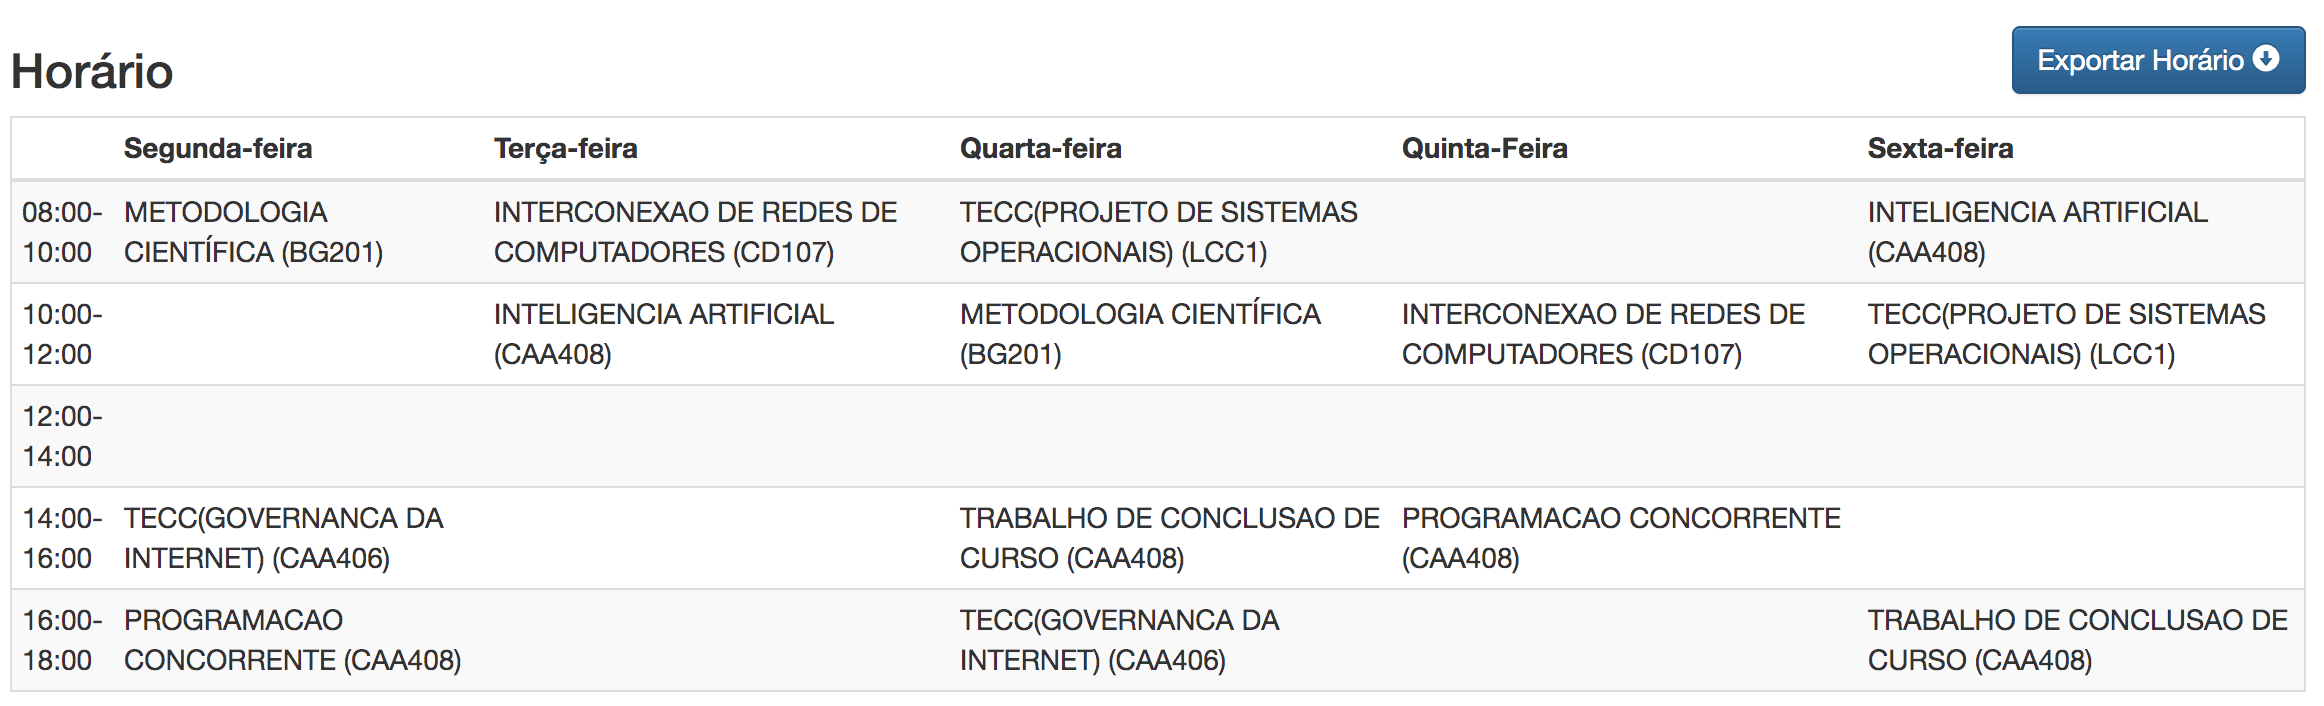 Horário
Exportar Horário
Segunda-feira Terça-feira Quarta-feira Quinta-Feira Sexta-feira
08:00- METODOLOGIA INTERCONEXAO DE REDES DE TECC(PROJETO DE SISTEMAS INTELIGENCIA ARTIFICIAL
10:00 CIENTÍFICA (BG201) COMPUTADORES (CD107) OPERACIONAIS) (LCC1) (CAA408)
10:00- INTELIGENCIA ARTIFICIAL METODOLOGIA CIENTÍFICA INTERCONEXAO DE REDES DE TECC(PROJETO DE SISTEMAS
12:00 (CAA408) (BG201) COMPUTADORES (CD107) OPERACIONAIS) (LCC1)
12:00-
14:00
14:00- TECC(GOVERNANCA DA TRABALHO DE CONCLUSAO DE PROGRAMACAO CONCORRENTE
16:00 INTERNET) (CAA406) CURSO (CAA408) (CAA408)
16:00- PROGRAMACAO TECC(GOVERNANCA DA TRABALHO DE CONCLUSAO DE
18:00 CONCORRENTE (CAA408) INTERNET) (CAA406) CURSO (CAA408)